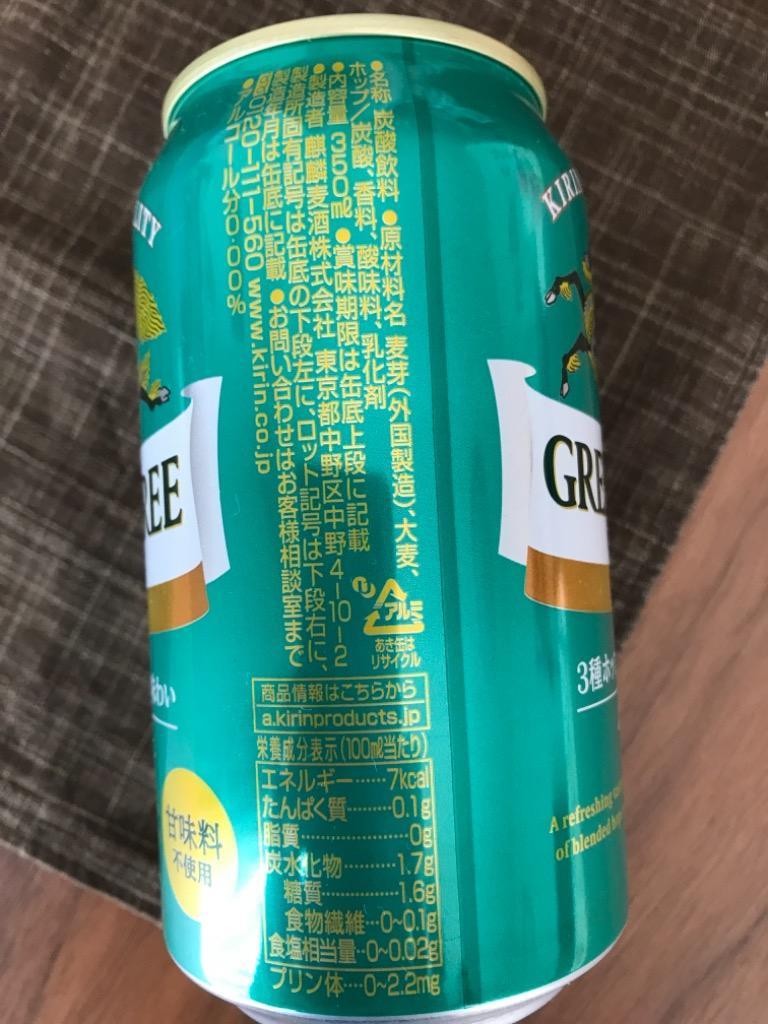 ●名称 炭酸飲料 ●原材料名 麦芽(外国製造)、大麦、
ホップ/炭酸、香料、酸味料、乳化剤
●内容量 350mℓ ●賞味期限は缶底上段に記載
●製造者 麒麟麦酒株式会社 東京都中野区中野4-10-2
製造所固有記号は缶底の下段左に、ロット記号は下段右に、
製造年月は缶底に記載 ●お問い合わせはお客様相談室まで
0120-111-560 www.kirin.co.jp
●アルコール分0.00%
アルミ
あき缶は
リサイクル
商品情報はこちらから
a.kirinproducts.jp
栄養成分表示(100mℓ当たり)
エネルギー……7kcal
たんぱく質………0.1g
脂質………………0g
炭水化物………1.7g
糖質……………1.6g
食物繊維…0~0.1g
食塩相当量…0~0.02g
プリン体…0~2.2mg
甘味料
不使用
REE
わい
KIRI
GRE
3種ホ
A refreshing
of blended